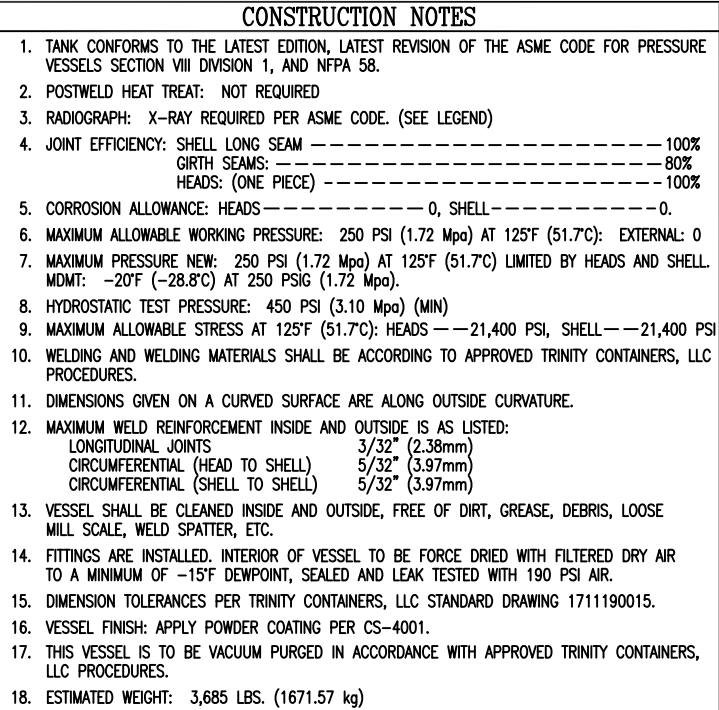 CONSTRUCTION NOTES
1. TANK CONFORMS TO THE LATEST EDITION, LATEST REVISION OF THE ASME CODE FOR PRESSURE
VESSELS SECTION VIII DIVISION 1, AND NFPA 58.
2. POSTWELD HEAT TREAT: NOT REQUIRED
3. RADIOGRAPH: X-RAY REQUIRED PER ASME CODE. (SEE LEGEND)
4. JOINT EFFICIENCY: SHELL LONG SEAM — — — — — — — — — — — — — — — — — — — — 100%
GIRTH SEAMS: — — — — — — — — — — — — — — — — — — — — — — 80%
HEADS: (ONE PIECE) — — — — — — — — — — — — — — — — — — — — 100%
5. CORROSION ALLOWANCE: HEADS — — — — — — — — — — 0, SHELL — — — — — — — — — — 0.
6. MAXIMUM ALLOWABLE WORKING PRESSURE: 250 PSI (1.72 Mpa) AT 125°F (51.7°C): EXTERNAL: 0
7. MAXIMUM PRESSURE NEW: 250 PSI (1.72 Mpa) AT 125°F (51.7°C) LIMITED BY HEADS AND SHELL.
MDMT: -20°F (-28.8°C) AT 250 PSIG (1.72 Mpa).
8. HYDROSTATIC TEST PRESSURE: 450 PSI (3.10 Mpa) (MIN)
9. MAXIMUM ALLOWABLE STRESS AT 125°F (51.7°C): HEADS — — 21,400 PSI, SHELL — — 21,400 PSI
10. WELDING AND WELDING MATERIALS SHALL BE ACCORDING TO APPROVED TRINITY CONTAINERS, LLC
PROCEDURES.
11. DIMENSIONS GIVEN ON A CURVED SURFACE ARE ALONG OUTSIDE CURVATURE.
12. MAXIMUM WELD REINFORCEMENT INSIDE AND OUTSIDE IS AS LISTED:
LONGITUDINAL JOINTS 3/32" (2.38mm)
CIRCUMFERENTIAL (HEAD TO SHELL) 5/32" (3.97mm)
CIRCUMFERENTIAL (SHELL TO SHELL) 5/32" (3.97mm)
13. VESSEL SHALL BE CLEANED INSIDE AND OUTSIDE, FREE OF DIRT, GREASE, DEBRIS, LOOSE
MILL SCALE, WELD SPATTER, ETC.
14. FITTINGS ARE INSTALLED. INTERIOR OF VESSEL TO BE FORCE DRIED WITH FILTERED DRY AIR
TO A MINIMUM OF -15°F DEWPOINT, SEALED AND LEAK TESTED WITH 190 PSI AIR.
15. DIMENSION TOLERANCES PER TRINITY CONTAINERS, LLC STANDARD DRAWING 1711190015.
16. VESSEL FINISH: APPLY POWDER COATING PER CS-4001.
17. THIS VESSEL IS TO BE VACUUM PURGED IN ACCORDANCE WITH APPROVED TRINITY CONTAINERS,
LLC PROCEDURES.
18. ESTIMATED WEIGHT: 3,685 LBS. (1671.57 kg)